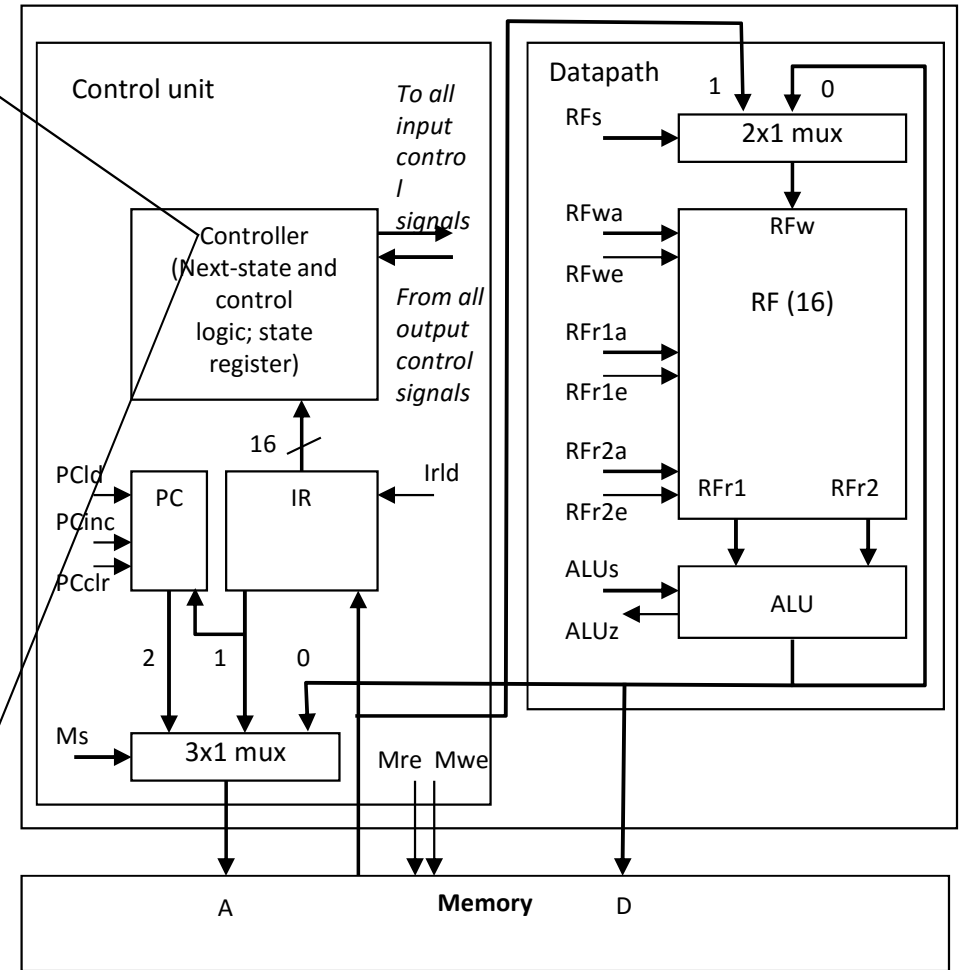 Control unit
To all
input
contro
l
signals
Controller
(Next-state and
control
logic; state
register)
From all
output
control
signals
16
PCld
PC
IR
Irld
PCinc
PCclr
2
1
0
Ms
3x1 mux
Mre
Mwe
Datapath
1
0
RFs
2x1 mux
RFwa
RFw
RFwe
RF (16)
RFr1a
RFr1e
RFr2a
RFr1
RFr2
RFr2e
ALUs
ALU
ALUz
A
Memory
D